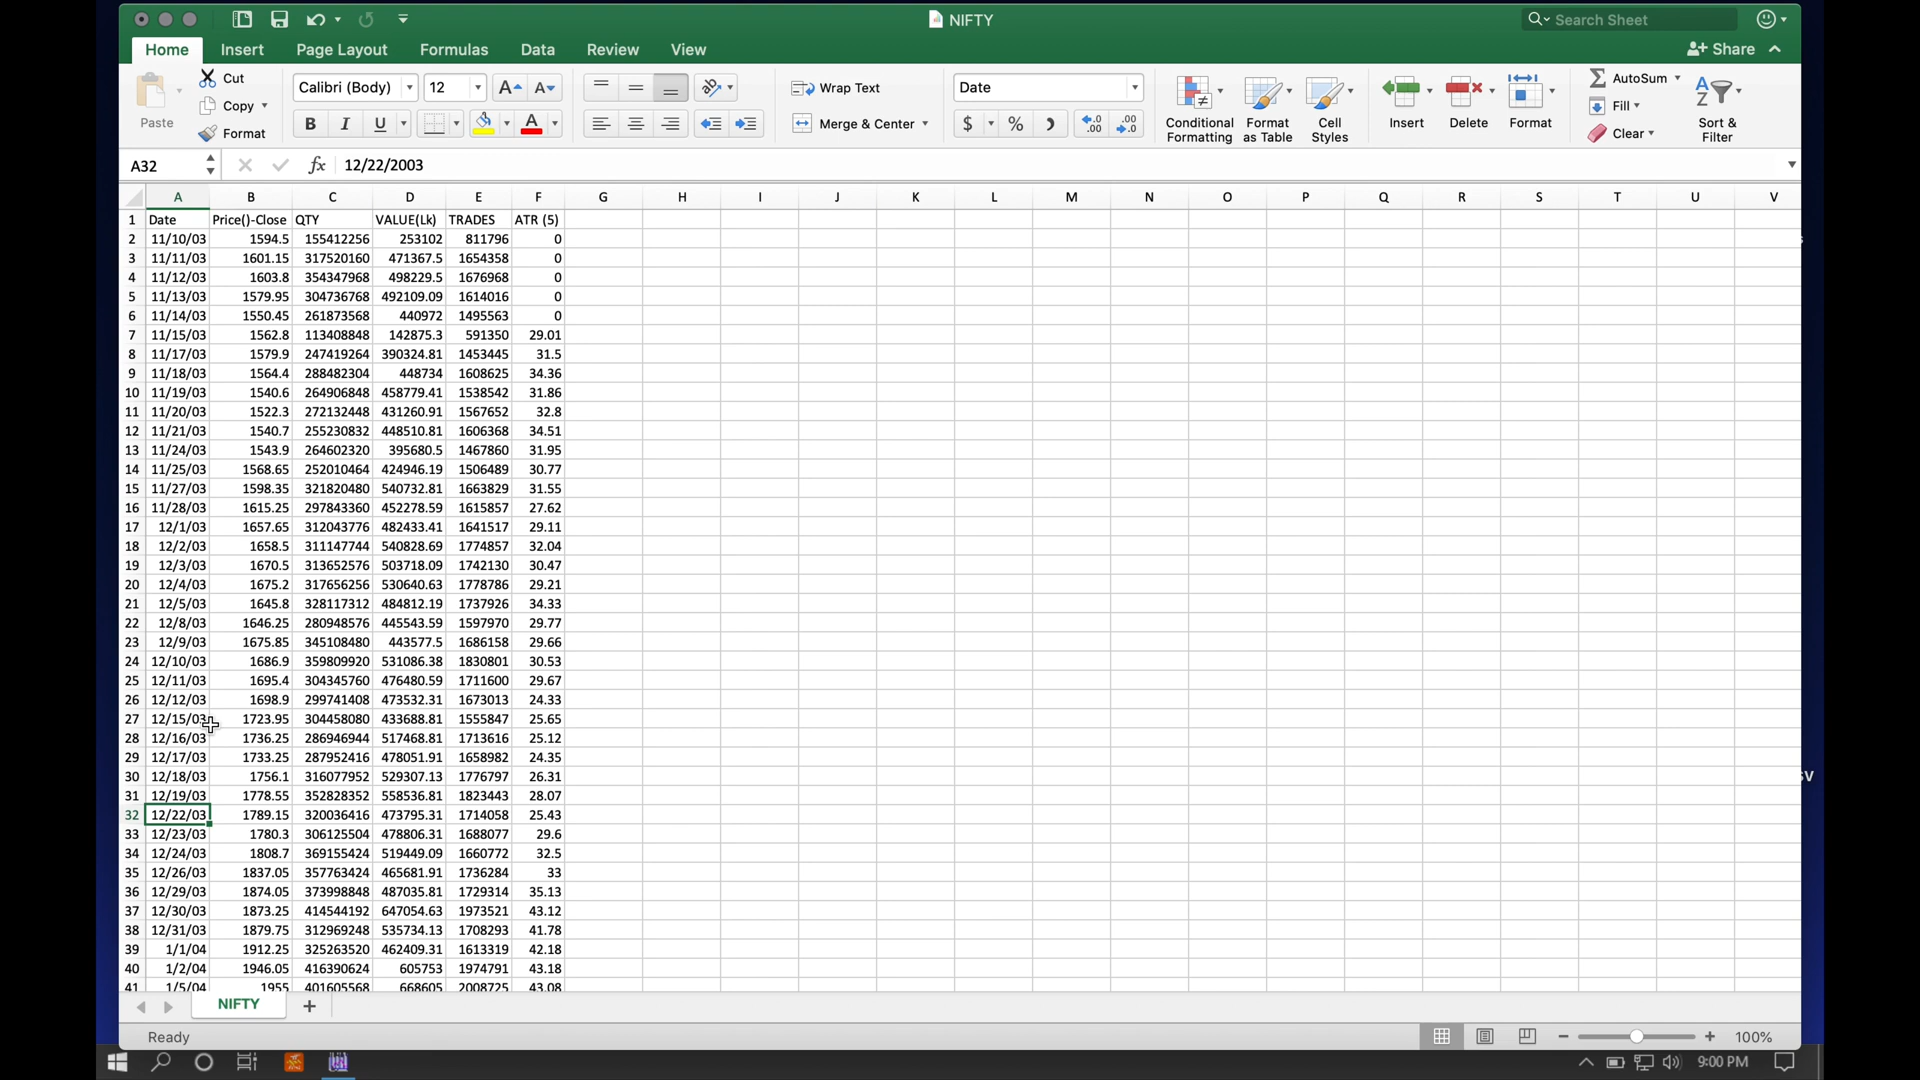 NIFTY
Search Sheet
Home Insert Page Layout Formulas Data Review View
Share
Paste
Cut
Copy
Format
Calibri (Body) 12
B I U
Wrap Text
Merge & Center
Date
$ %
Conditional Formatting
Format as Table
Cell Styles
Insert
Delete
Format
AutoSum
Fill
Clear
Sort & Filter
A32 fx 12/22/2003
A B C D E F G H I J K L M N O P Q R S T U V
1 Date Price()-Close QTY VALUE(Lk) TRADES ATR (5)
2 11/10/03 1594.5 155412256 253102 811796 0
3 11/11/03 1601.15 317520160 471367.5 1654358 0
4 11/12/03 1603.8 354347968 498229.5 1676968 0
5 11/13/03 1579.95 304736768 492109.09 1614016 0
6 11/14/03 1550.45 261873568 440972 1495563 0
7 11/15/03 1562.8 113408848 142875.3 591350 29.01
8 11/17/03 1579.9 247419264 390324.81 1453445 31.5
9 11/18/03 1564.4 288482304 448734 1608625 34.36
10 11/19/03 1540.6 264906848 458779.41 1538542 31.86
11 11/20/03 1522.3 272132448 431260.91 1567652 32.8
12 11/21/03 1540.7 255230832 448510.81 1606368 34.51
13 11/24/03 1543.9 264602320 395680.5 1467860 31.95
14 11/25/03 1568.65 252010464 424946.19 1506489 30.77
15 11/27/03 1598.35 321820480 540732.81 1663829 31.55
16 11/28/03 1615.25 297843360 452278.59 1615857 27.62
17 12/1/03 1657.65 312043776 482433.41 1641517 29.11
18 12/2/03 1658.5 311147744 540828.69 1774857 32.04
19 12/3/03 1670.5 313652576 503718.09 1742130 30.47
20 12/4/03 1675.2 317656256 530640.63 1778786 29.21
21 12/5/03 1645.8 328117312 484812.19 1737926 34.33
22 12/8/03 1646.25 280948576 445543.59 1597970 29.77
23 12/9/03 1675.85 345108480 443577.5 1686158 29.66
24 12/10/03 1686.9 359809920 531086.38 1830801 30.53
25 12/11/03 1695.4 304345760 476480.59 1711600 29.67
26 12/12/03 1698.9 299741408 473532.31 1673013 24.33
27 12/15/03 1723.95 304458080 433688.81 1555847 25.65
28 12/16/03 1736.25 286946944 517468.81 1713616 25.12
29 12/17/03 1733.25 287952416 478051.91 1658982 24.35
30 12/18/03 1756.1 316077952 529307.13 1776797 26.31
31 12/19/03 1778.55 352828352 558536.81 1823443 28.07
32 12/22/03 1789.15 320036416 473795.31 1714058 25.43
33 12/23/03 1780.3 306125504 478806.31 1688077 29.6
34 12/24/03 1808.7 369155424 519449.09 1660772 32.5
35 12/26/03 1837.05 357763424 465681.91 1736284 33
36 12/29/03 1874.05 373998848 487035.81 1729314 35.13
37 12/30/03 1873.25 414544192 647054.63 1973521 43.12
38 12/31/03 1879.75 312969248 535734.13 1708293 41.78
39 1/1/04 1912.25 325263520 462409.31 1613319 42.18
40 1/2/04 1946.05 416390624 605753 1974791 43.18
41 1/5/04 1955 401605568 668605 2008725 43.08
NIFTY
Ready
100%
9:00 PM